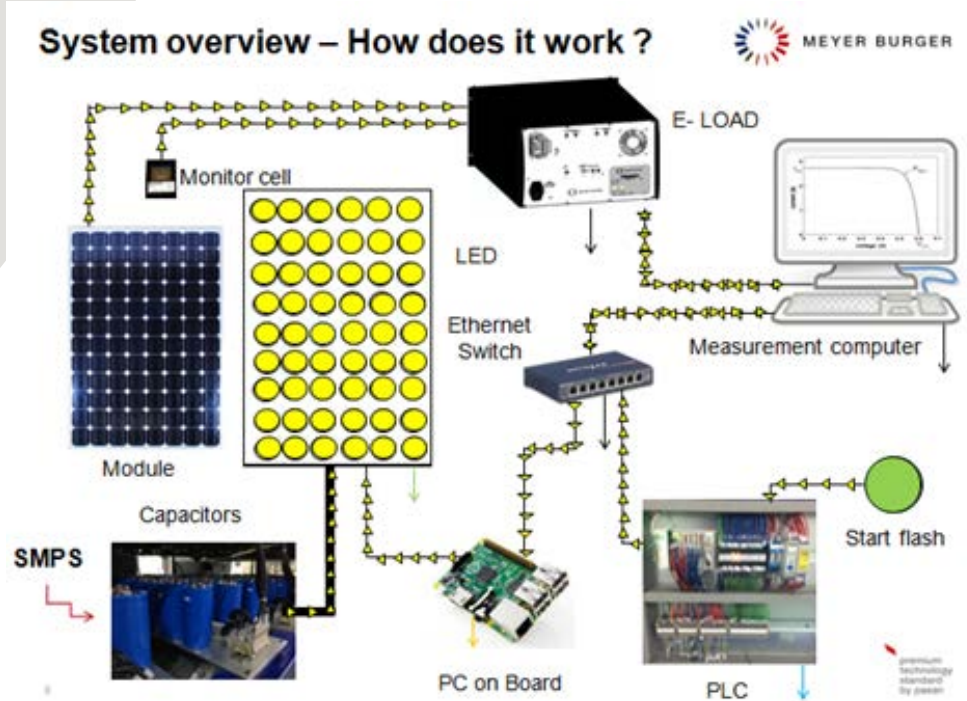 System overview – How does it work ?
MEYER BURGER
E- LOAD
Monitor cell
LED
Ethernet
Switch
Measurement computer
Module
Capacitors
Start flash
SMPS
PC on Board
PLC
premium
technology
standard
by pasan